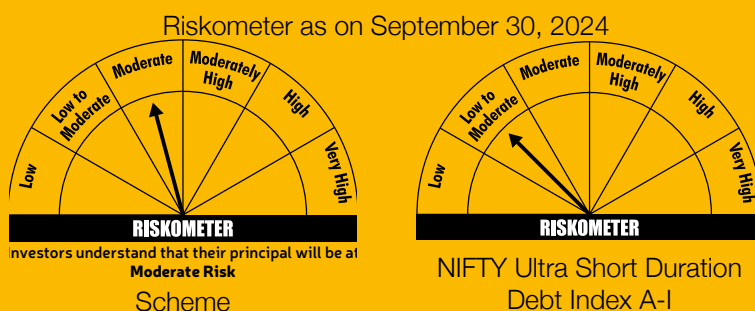 Riskometer as on September 30, 2024
Low
Low to
Moderate
Moderate
Moderately
High
High
Very High
RISKOMETER
nvestors understand that their principal will be at
Moderate Risk
Scheme
Low
Low to
Moderate
Moderate
Moderately
High
High
Very High
RISKOMETER
NIFTY Ultra Short Duration
Debt Index A-I